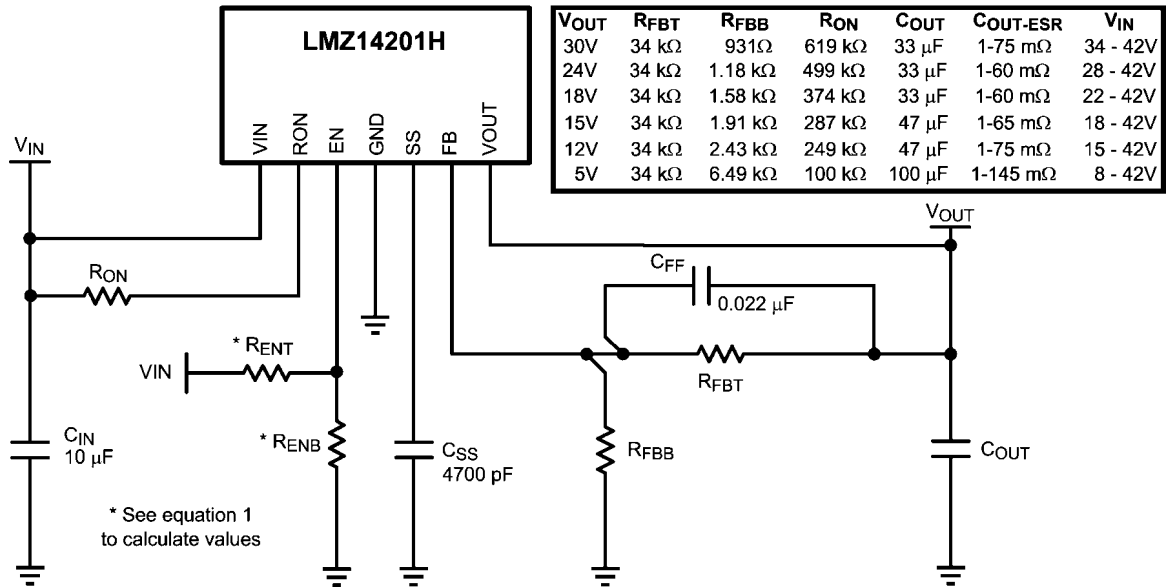 LMZ14201H
VIN
RON
EN
GND
SS
FB
VOUT
VOUT RFBT RFBB RON COUT COUT-ESR VIN
30V 34 kΩ 931Ω 619 kΩ 33 μF 1-75 mΩ 34 - 42V
24V 34 kΩ 1.18 kΩ 499 kΩ 33 μF 1-60 mΩ 28 - 42V
18V 34 kΩ 1.58 kΩ 374 kΩ 33 μF 1-60 mΩ 22 - 42V
15V 34 kΩ 1.91 kΩ 287 kΩ 47 μF 1-65 mΩ 18 - 42V
12V 34 kΩ 2.43 kΩ 249 kΩ 47 μF 1-75 mΩ 15 - 42V
5V 34 kΩ 6.49 kΩ 100 kΩ 100 μF 1-145 mΩ 8 - 42V
VIN
VOUT
RON
CFF
0.022 μF
* RENT
VIN
RFBT
* RENB
CIN
10 μF
CSS
4700 pF
RFBB
COUT
* See equation 1
to calculate values